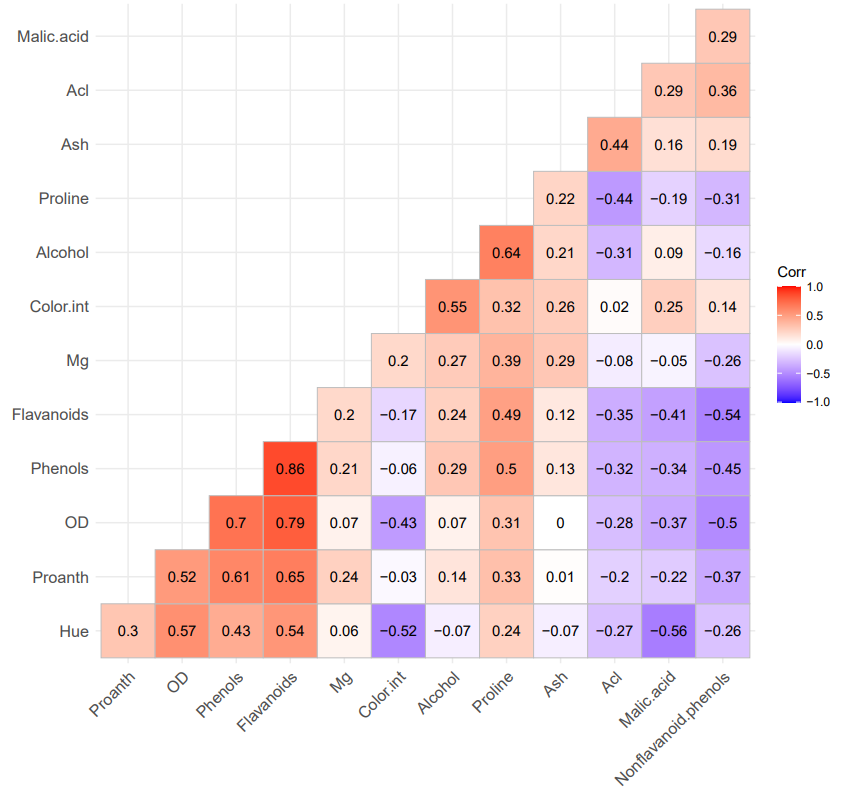 Malic.acid 0.29
Acl 0.29 0.36
Ash 0.44 0.16 0.19
Proline 0.22 −0.44 −0.19 −0.31
Alcohol 0.64 0.21 −0.31 0.09 −0.16
Color.int 0.55 0.32 0.26 0.02 0.25 0.14
Mg 0.2 0.27 0.39 0.29 −0.08 −0.05 −0.26
Flavanoids 0.2 −0.17 0.24 0.49 0.12 −0.35 −0.41 −0.54
Phenols 0.86 0.21 −0.06 0.29 0.5 0.13 −0.32 −0.34 −0.45
OD 0.7 0.79 0.07 −0.43 0.07 0.31 0 −0.28 −0.37 −0.5
Proanth 0.52 0.61 0.65 0.24 −0.03 0.14 0.33 0.01 −0.2 −0.22 −0.37
Hue 0.3 0.57 0.43 0.54 0.06 −0.52 −0.07 0.24 −0.07 −0.27 −0.56 −0.26
Proanth OD Phenols Flavanoids Mg Color.int Alcohol Proline Ash Acl Malic.acid Nonflavanoid.phenols
Corr
1.0
0.5
0.0
−0.5
−1.0